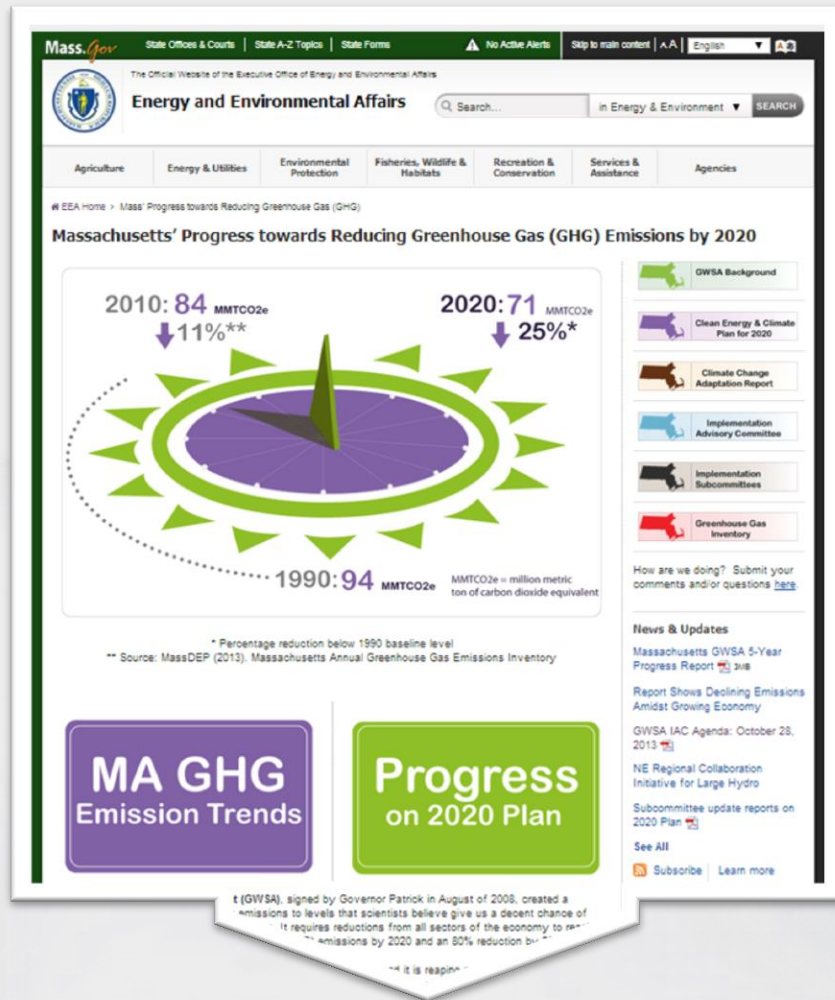 Mass.Gov State Offices & Courts State A-Z Topics State Forms No Active Alerts Skip to main content AA English
The Official Website of the Executive Office of Energy and Environmental Affairs
Energy and Environmental Affairs
Search... in Energy & Environment SEARCH
Agriculture Energy & Utilities Environmental Protection Fisheries, Wildlife & Habitats Recreation & Conservation Services & Assistance Agencies
EEA Home > Mass' Progress towards Reducing Greenhouse Gas (GHG)
Massachusetts' Progress towards Reducing Greenhouse Gas (GHG) Emissions by 2020
2010: 84 MMTCO2e
11%**
2020: 71 MMTCO2e
25%*
1990: 94 MMTCO2e
MMTCO2e = million metric
ton of carbon dioxide equivalent
* Percentage reduction below 1990 baseline level
** Source: MassDEP (2013). Massachusetts Annual Greenhouse Gas Emissions Inventory
MA GHG
Emission Trends
Progress
on 2020 Plan
GWSA Background
Clean Energy & Climate
Plan for 2020
Climate Change
Adaptation Report
Implementation
Advisory Committee
Implementation
Subcommittees
Greenhouse Gas
Inventory
How are we doing? Submit your
comments and/or questions here.
News & Updates
Massachusetts GWSA 5-Year
Progress Report 3MB
Report Shows Declining Emissions
Amidst Growing Economy
GWSA IAC Agenda: October 28,
2013
NE Regional Collaboration
Initiative for Large Hydro
Subcommittee update reports on
2020 Plan
See All
Subscribe Learn more
t (GWSA), signed by Governor Patrick in August of 2008, created a
emissions to levels that scientists believe give us a decent chance of
It requires reductions from all sectors of the economy to
emissions by 2020 and an 80% reduction
it is